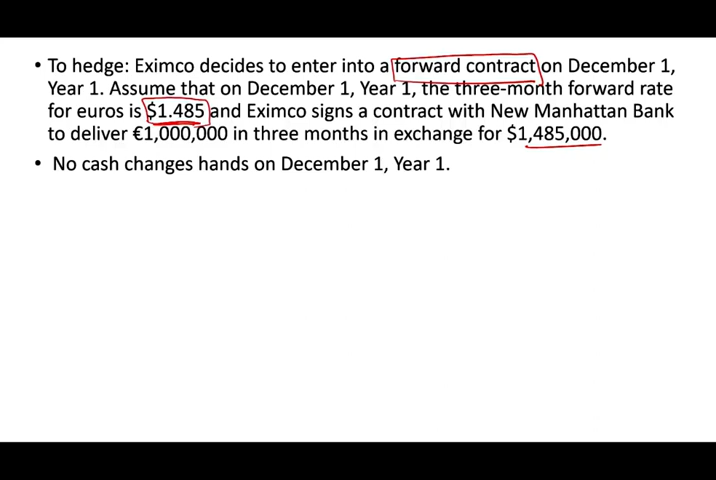 • To hedge: Eximco decides to enter into a forward contract on December 1,
Year 1. Assume that on December 1, Year 1, the three-month forward rate
for euros is $1.485 and Eximco signs a contract with New Manhattan Bank
to deliver €1,000,000 in three months in exchange for $1,485,000.
• No cash changes hands on December 1, Year 1.